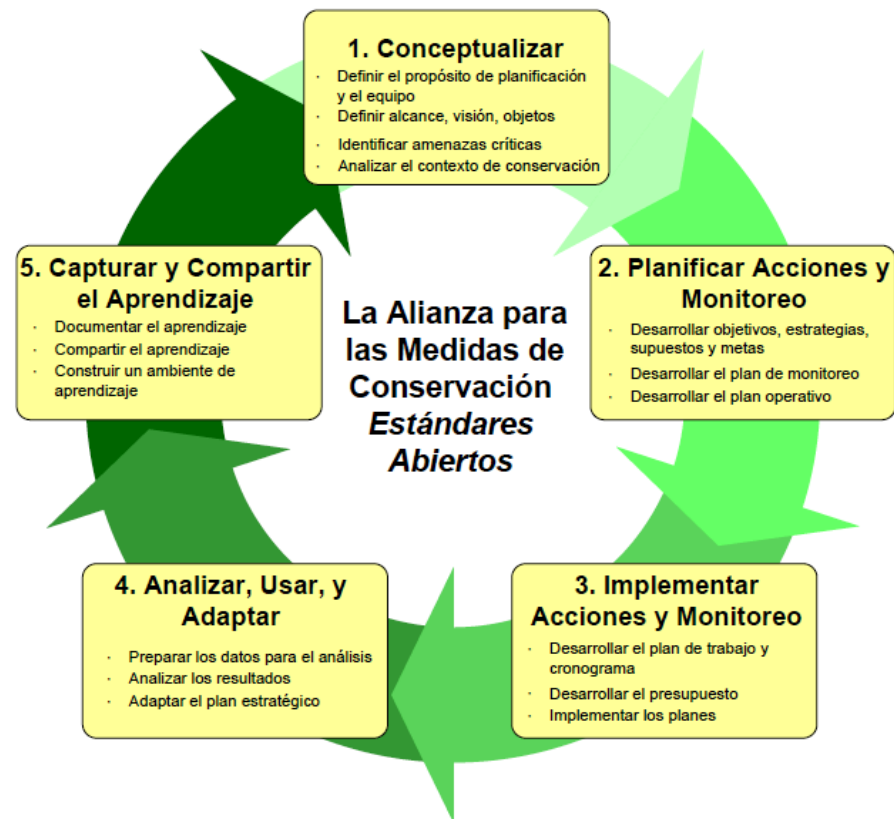 1. Conceptualizar
· Definir el propósito de planificación
y el equipo
· Definir alcance, visión, objetos
· Identificar amenazas críticas
· Analizar el contexto de conservación
2. Planificar Acciones y
Monitoreo
· Desarrollar objetivos, estrategias,
supuestos y metas
· Desarrollar el plan de monitoreo
· Desarrollar el plan operativo
3. Implementar
Acciones y Monitoreo
· Desarrollar el plan de trabajo y
cronograma
· Desarrollar el presupuesto
· Implementar los planes
4. Analizar, Usar, y
Adaptar
· Preparar los datos para el análisis
· Analizar los resultados
· Adaptar el plan estratégico
5. Capturar y Compartir
el Aprendizaje
· Documentar el aprendizaje
· Compartir el aprendizaje
· Construir un ambiente de
aprendizaje
La Alianza para
las Medidas de
Conservación
Estándares
Abiertos